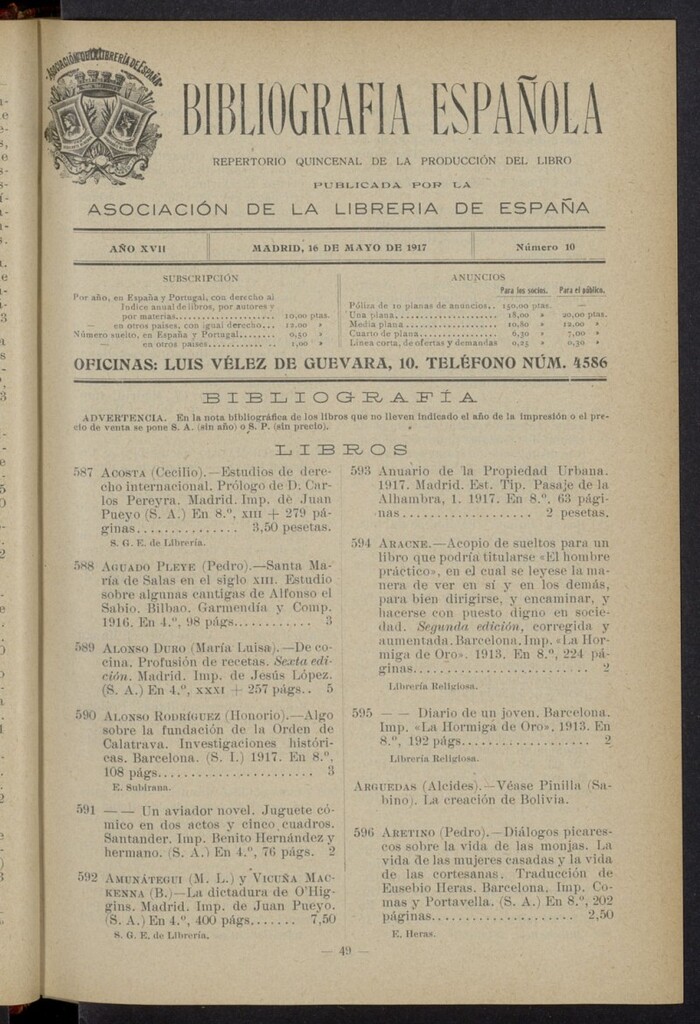 ASOCIACIÓN DE LA LIBRERIA DE ESPAÑA
BIBLIOGRAFIA ESPAÑOLA
REPERTORIO QUINCENAL DE LA PRODUCCIÓN DEL LIBRO
PUBLICADA POR LA
ASOCIACIÓN DE LA LIBRERIA DE ESPAÑA
AÑO XVII
MADRID, 16 DE MAYO DE 1917
Número 10
SUBSCRIPCIÓN
Por año, en España y Portugal, con derecho al
Indice anual de libros, por autores y
por materias.................. 10,00 ptas.
— en otros países, con igual derecho... 12,00 »
Número suelto, en España y Portugal........ 0,50 »
— en otros países.............. 1,00 »
ANUNCIOS
Para los socios. Para el público.
Póliza de 10 planas de anuncios.. 150,00 ptas. —
Una plana.................. 18,00 » 20,00 ptas.
Media plana................ 10,80 » 12,00 »
Cuarto de plana............. 6,30 » 7,00 »
Línea corta, de ofertas y demandas 0,25 » 0,30 »
OFICINAS: LUIS VÉLEZ DE GUEVARA, 10. TELÉFONO NÚM. 4586
BIBLIOGRAFÍA
ADVERTENCIA. En la nota bibliográfica de los libros que no lleven indicado el año de la impresión o el pre-
cio de venta se pone S. A. (sin año) o S. P. (sin precio).
LIBROS
587 ACOSTA (Cecilio).—Estudios de dere-
cho internacional. Prólogo de D. Car-
los Pereyra. Madrid. Imp. de Juan
Pueyo (S. A.) En 8.º, XIII + 279 pá-
ginas............... 3,50 pesetas.
S. G. E. de Librería.
588 AGUADO PLEYE (Pedro).—Santa Ma-
ría de Salas en el siglo XIII. Estudio
sobre algunas cantigas de Alfonso el
Sabio. Bilbao. Garmendía y Comp.
1916. En 4.º, 98 págs............ 3
589 ALONSO DURO (María Luisa).—De co-
cina. Profusión de recetas. Sexta edi-
ción. Madrid. Imp. de Jesús López.
(S. A.) En 4.º, XXXI + 257 págs.. 5
590 ALONSO RODRÍGUEZ (Honorio).—Algo
sobre la fundación de la Orden de
Calatrava. Investigaciones históri-
cas. Barcelona. (S. I.) 1917. En 8.º,
108 págs...................... 3
E. Subirana.
591 — — Un aviador novel. Juguete có-
mico en dos actos y cinco cuadros.
Santander. Imp. Benito Hernández y
hermano. (S. A.) En 4.º, 76 págs. 2
592 AMUNÁTEGUI (M. L.) y VICUÑA MAC-
KENNA (B.)—La dictadura de O'Hig-
gins. Madrid. Imp. de Juan Pueyo.
(S. A.) En 4.º, 400 págs....... 7,50
S. G. E. de Librería.
593 Anuario de la Propiedad Urbana.
1917. Madrid. Est. Tip. Pasaje de la
Alhambra, 1. 1917. En 8.º, 63 pági-
nas.................. 2 pesetas.
594 ARACNE.—Acopio de sueltos para un
libro que podría titularse «El hombre
práctico», en el cual se leyese la ma-
nera de ver en sí y en los demás,
para bien dirigirse, y encaminar, y
hacerse con puesto digno en socie-
dad. Segunda edición, corregida y
aumentada. Barcelona. Imp. «La Hor-
miga de Oro». 1913. En 8.º, 224 pá-
ginas......................... 2
Librería Religiosa.
595 — — Diario de un joven. Barcelona.
Imp. «La Hormiga de Oro», 1913. En
8.º, 192 págs.................. 2
Librería Religiosa.
ARGUEDAS (Alcides).—Véase Pinilla (Sa-
bino). La creación de Bolivia.
596 ARETINO (Pedro).—Diálogos picares-
cos sobre la vida de las monjas. La
vida de las mujeres casadas y la vida
de las cortesanas. Traducción de
Eusebio Heras. Barcelona. Imp. Co-
mas y Portavella. (S. A.) En 8.º, 202
páginas..................... 2,50
E. Heras.
— 49 —